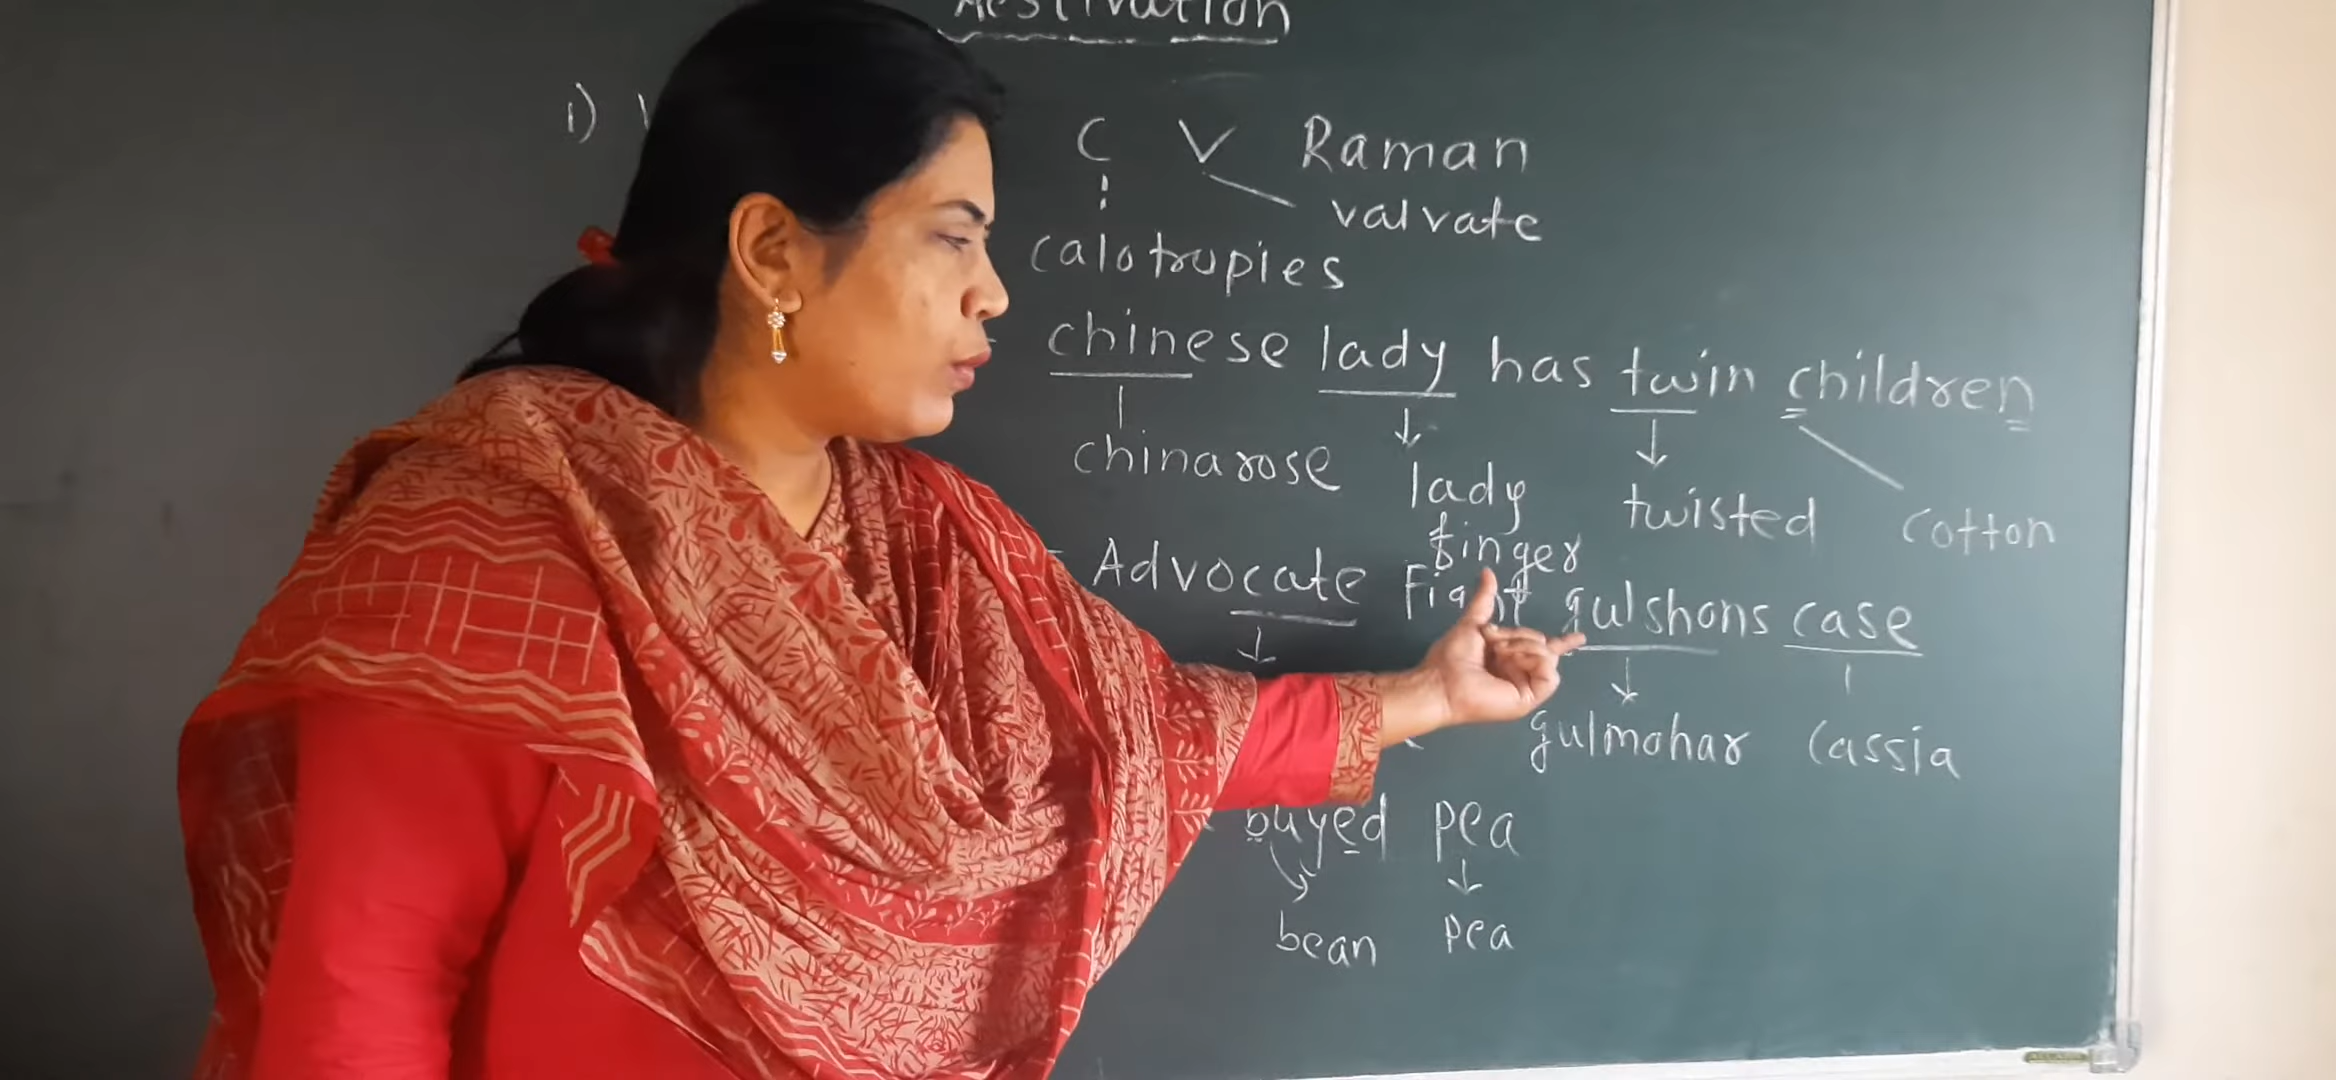 Aestivation
1)
C V Raman
valvate
calotropies
chinese lady has twin children
chinarose lady twisted cotton
finger
Advocate Fight gulshons case
gulmohar cassia
buyed pea
bean pea